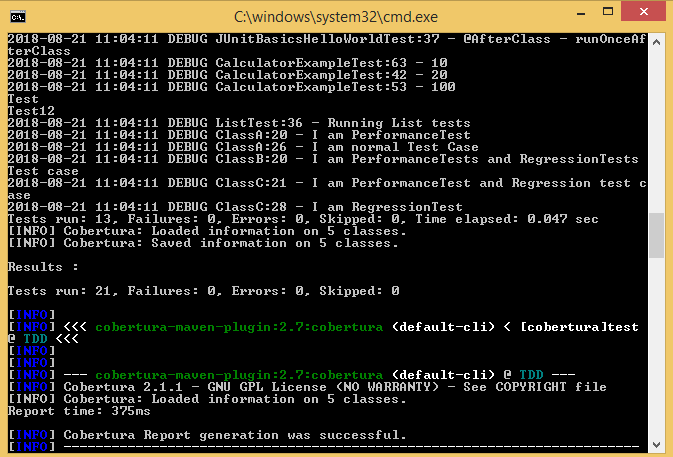 C:\windows\system32\cmd.exe
2018-08-21 11:04:11 DEBUG JUnitBasicsHelloWorldTest:37 - @AfterClass - runOnceAf
terClass
2018-08-21 11:04:11 DEBUG CalculatorExampleTest:63 - 10
2018-08-21 11:04:11 DEBUG CalculatorExampleTest:42 - 20
2018-08-21 11:04:11 DEBUG CalculatorExampleTest:53 - 100
Test
Test12
2018-08-21 11:04:11 DEBUG ListTest:36 - Running List tests
2018-08-21 11:04:11 DEBUG ClassA:20 - I am PerformanceTest
2018-08-21 11:04:11 DEBUG ClassA:26 - I am normal Test Case
2018-08-21 11:04:11 DEBUG ClassB:20 - I am PerformanceTests and RegressionTests
Test case
2018-08-21 11:04:11 DEBUG ClassC:21 - I am PerformanceTest and Regression test c
ase
2018-08-21 11:04:11 DEBUG ClassC:28 - I am RegressionTest
Tests run: 13, Failures: 0, Errors: 0, Skipped: 0, Time elapsed: 0.047 sec
[INFO] Cobertura: Loaded information on 5 classes.
[INFO] Cobertura: Saved information on 5 classes.
Results :
Tests run: 21, Failures: 0, Errors: 0, Skipped: 0
[INFO]
[INFO] <<< cobertura-maven-plugin:2.7:cobertura (default-cli) < [cobertura]test
@ TDD <<<
[INFO]
[INFO]
[INFO] --- cobertura-maven-plugin:2.7:cobertura (default-cli) @ TDD ---
[INFO] Cobertura 2.1.1 - GNU GPL License (NO WARRANTY) - See COPYRIGHT file
[INFO] Cobertura: Loaded information on 5 classes.
Report time: 375ms
[INFO] Cobertura Report generation was successful.
[INFO] ------------------------------------------------------------------------